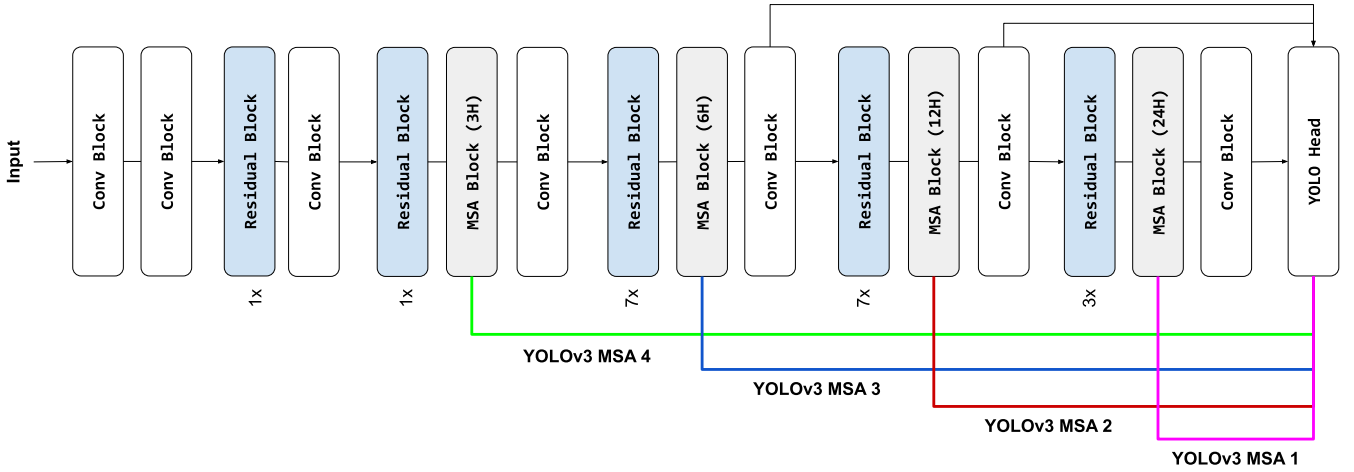 Input
Conv Block
Conv Block
Residual Block
1x
Conv Block
Residual Block
1x
MSA Block (3H)
Conv Block
Residual Block
7x
MSA Block (6H)
Conv Block
Residual Block
7x
MSA Block (12H)
Conv Block
Residual Block
3x
MSA Block (24H)
Conv Block
YOLO Head
YOLOv3 MSA 4
YOLOv3 MSA 3
YOLOv3 MSA 2
YOLOv3 MSA 1